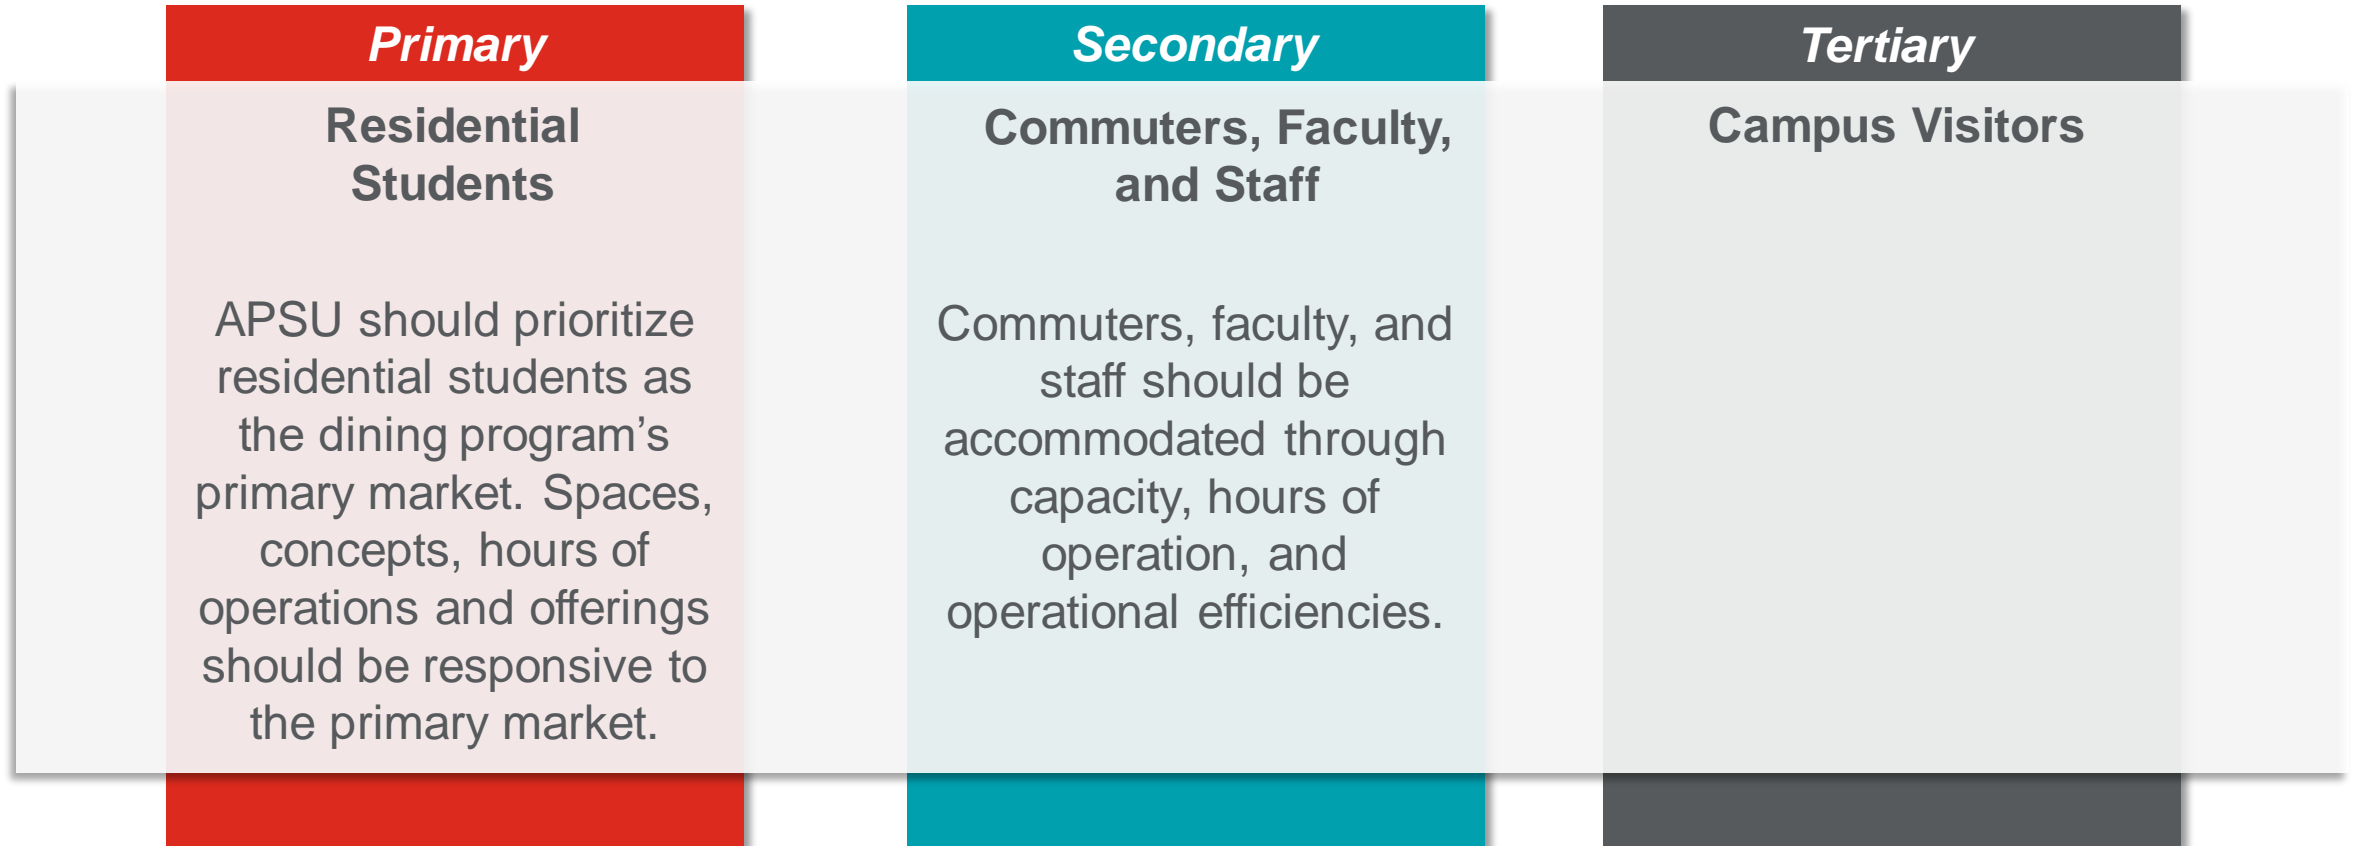 Primary
Residential
Students
APSU should prioritize
residential students as
the dining program’s
primary market. Spaces,
concepts, hours of
operations and offerings
should be responsive to
the primary market.
Secondary
Commuters, Faculty,
and Staff
Commuters, faculty, and
staff should be
accommodated through
capacity, hours of
operation, and
operational efficiencies.
Tertiary
Campus Visitors